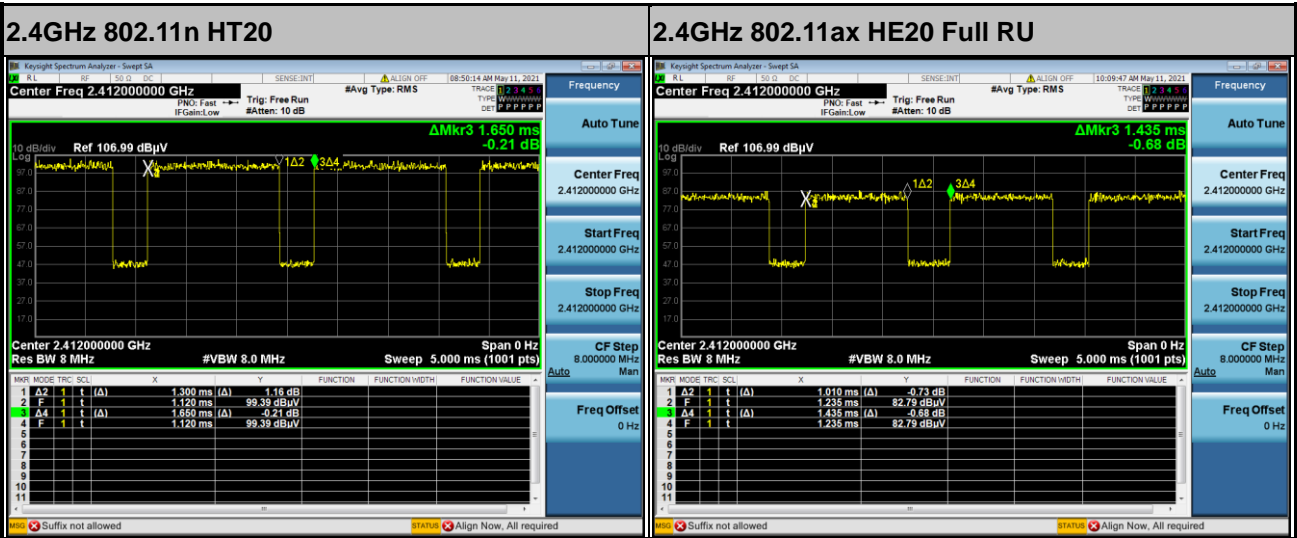 2.4GHz 802.11n HT20
Keysight Spectrum Analyzer - Swept SA
RL RF 50 Ω DC SENSE:INT ALIGN OFF 08:50:14 AM May 11, 2021
Center Freq 2.412000000 GHz #Avg Type: RMS TRACE 1 2 3 4 5 6
PNO: Fast Trig: Free Run TYPE WWWWWW
IFGain:Low #Atten: 10 dB DET P P P P P P
ΔMkr3 1.650 ms
-0.21 dB
10 dB/div Ref 106.99 dBµV
Log
97.0
87.0
77.0
67.0
57.0
47.0
37.0
27.0
17.0
X
1Δ2
3Δ4
Center 2.412000000 GHz Span 0 Hz
Res BW 8 MHz #VBW 8.0 MHz Sweep 5.000 ms (1001 pts)
MKR MODE TRC SCL X Y FUNCTION FUNCTION WIDTH FUNCTION VALUE
1 Δ2 1 t (Δ) 1.300 ms (Δ) 1.16 dB
2 F 1 t 1.120 ms 99.39 dBµV
3 Δ4 1 t (Δ) 1.650 ms (Δ) -0.21 dB
4 F 1 t 1.120 ms 99.39 dBµV
5
6
7
8
9
10
11
MSG Suffix not allowed STATUS Align Now, All required
Frequency
Auto Tune
Center Freq
2.412000000 GHz
Start Freq
2.412000000 GHz
Stop Freq
2.412000000 GHz
CF Step
8.000000 MHz
Auto Man
Freq Offset
0 Hz
2.4GHz 802.11ax HE20 Full RU
Keysight Spectrum Analyzer - Swept SA
RL RF 50 Ω DC SENSE:INT ALIGN OFF 10:09:47 AM May 11, 2021
Center Freq 2.412000000 GHz #Avg Type: RMS TRACE 1 2 3 4 5 6
PNO: Fast Trig: Free Run TYPE WWWWWW
IFGain:Low #Atten: 10 dB DET P P P P P P
ΔMkr3 1.435 ms
-0.68 dB
10 dB/div Ref 106.99 dBµV
Log
97.0
87.0
77.0
67.0
57.0
47.0
37.0
27.0
17.0
X
1Δ2
3Δ4
Center 2.412000000 GHz Span 0 Hz
Res BW 8 MHz #VBW 8.0 MHz Sweep 5.000 ms (1001 pts)
MKR MODE TRC SCL X Y FUNCTION FUNCTION WIDTH FUNCTION VALUE
1 Δ2 1 t (Δ) 1.010 ms (Δ) -0.73 dB
2 F 1 t 1.235 ms 82.79 dBµV
3 Δ4 1 t (Δ) 1.435 ms (Δ) -0.68 dB
4 F 1 t 1.235 ms 82.79 dBµV
5
6
7
8
9
10
11
MSG Suffix not allowed STATUS Align Now, All required
Frequency
Auto Tune
Center Freq
2.412000000 GHz
Start Freq
2.412000000 GHz
Stop Freq
2.412000000 GHz
CF Step
8.000000 MHz
Auto Man
Freq Offset
0 Hz